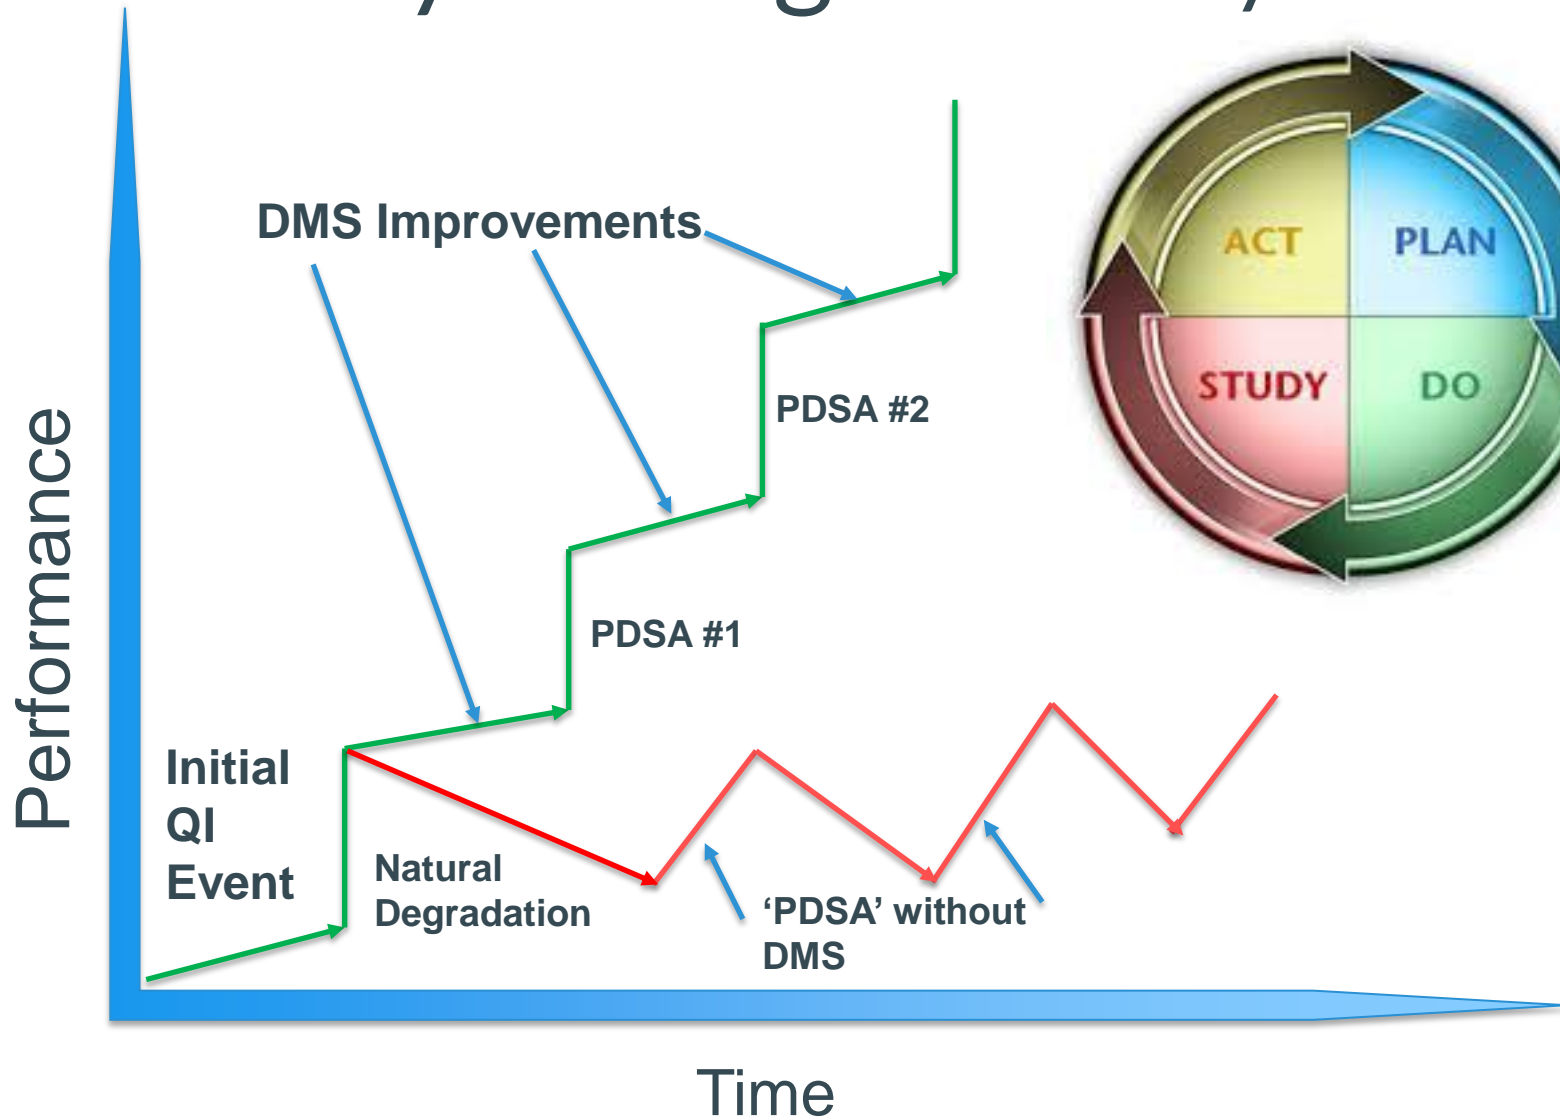 DMS Improvements
ACT
PLAN
STUDY
DO
PDSA #2
PDSA #1
Performance
Initial
QI
Event
Natural
Degradation
‘PDSA’ without
DMS
Time